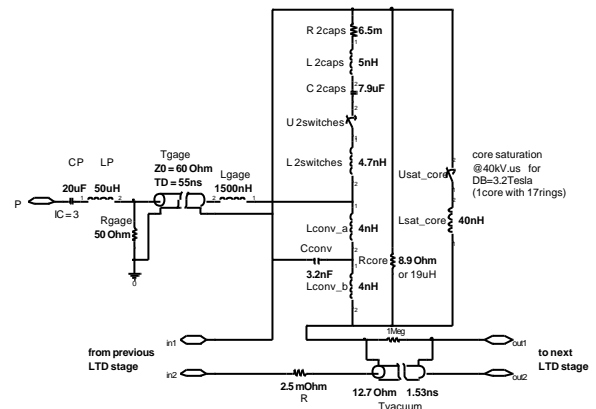 R 2caps 6.5m
L 2caps 5nH
C 2caps 7.9uF
U 2switches
L 2switches 4.7nH
Usat_core
core saturation
@40kV.us for
DB=3.2Tesla
(1core with 17rings)
Lsat_core 40nH
Tgage
Z0 = 60 Ohm
TD = 55ns
Lgage
1500nH
CP LP
20uF 50uH
P
IC = 3
1 2
Rgage
50 Ohm
0
Lconv_a 4nH
Cconv
3.2nF
Rcore 8.9 Ohm
or 19uH
Lconv_b 4nH
in1
1Meg
out1
from previous
LTD stage
to next
LTD stage
in2
2.5 mOhm
R
12.7 Ohm 1.53ns
Tvacuum
out2